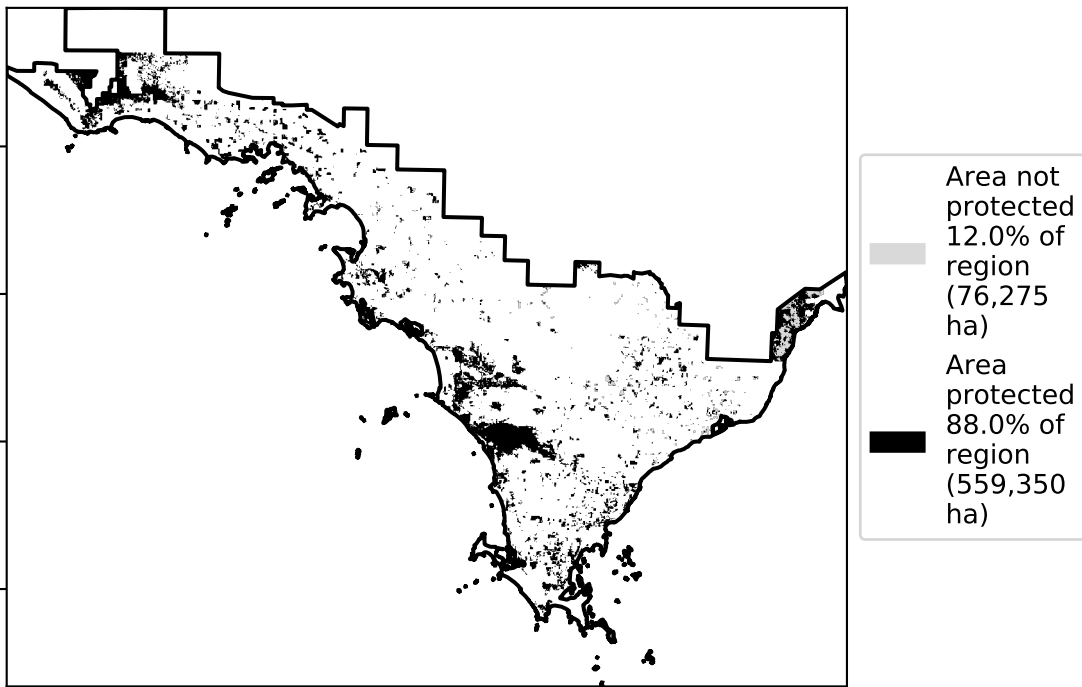 Area not
protected
12.0% of
region
(76,275
ha)
Area
protected
88.0% of
region
(559,350
ha)